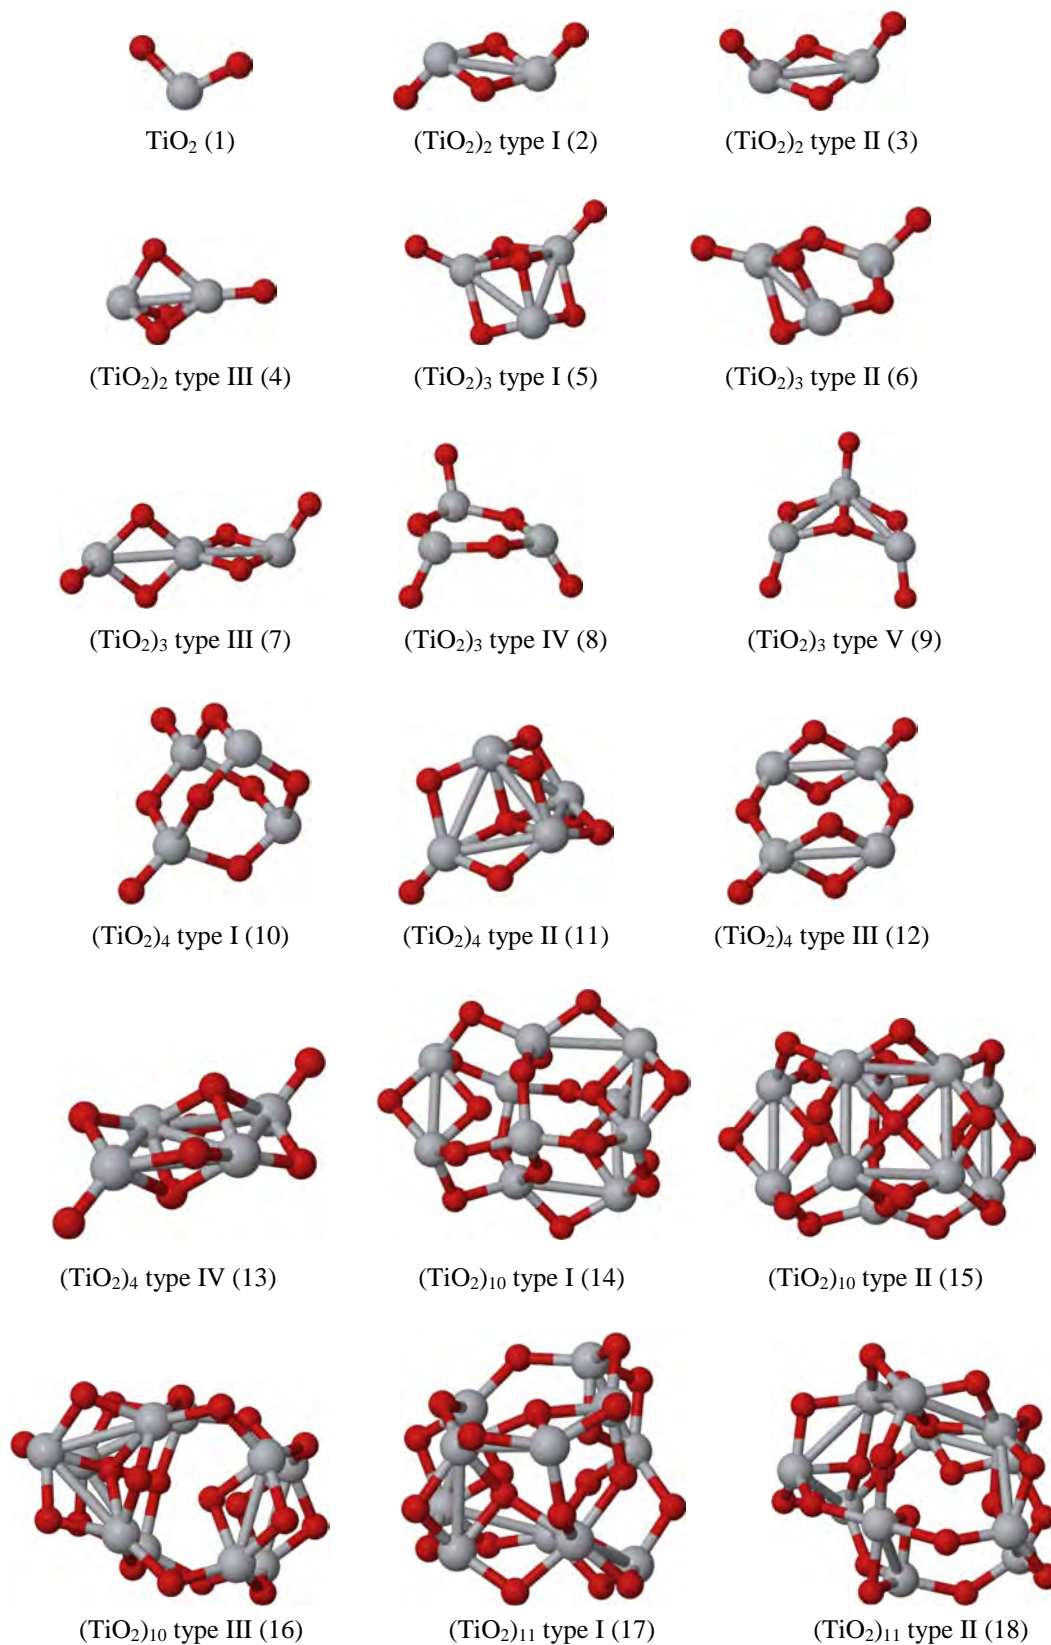 TiO₂ (1) (TiO₂)₂ type I (2) (TiO₂)₂ type II (3)
(TiO₂)₂ type III (4) (TiO₂)₃ type I (5) (TiO₂)₃ type II (6)
(TiO₂)₃ type III (7) (TiO₂)₃ type IV (8) (TiO₂)₃ type V (9)
(TiO₂)₄ type I (10) (TiO₂)₄ type II (11) (TiO₂)₄ type III (12)
(TiO₂)₄ type IV (13) (TiO₂)₁₀ type I (14) (TiO₂)₁₀ type II (15)
(TiO₂)₁₀ type III (16) (TiO₂)₁₁ type I (17) (TiO₂)₁₁ type II (18)